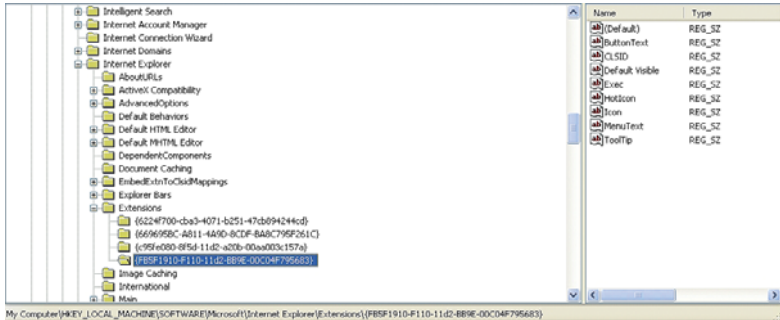 Intelligent Search
Internet Account Manager
Internet Connection Wizard
Internet Domains
Internet Explorer
AboutURLs
ActiveX Compatibility
AdvancedOptions
Default Behaviors
Default HTML Editor
Default MHTML Editor
DependentComponents
Document Caching
EmbedExtnToClsidMappings
Explorer Bars
Extensions
{6224f700-cba3-4071-b251-47cb894244cd}
{669695BC-A811-4A9D-8CDF-BA8C795F261C}
{c95fe080-8f5d-11d2-a20b-00aa003c157a}
{FB5F1910-F110-11d2-BB9E-00C04F795683}
Image Caching
International
Main
Name Type
(Default) REG_SZ
ButtonText REG_SZ
CLSID REG_SZ
Default Visible REG_SZ
Exec REG_SZ
HotIcon REG_SZ
Icon REG_SZ
MenuText REG_SZ
ToolTip REG_SZ
My Computer\HKEY_LOCAL_MACHINE\SOFTWARE\Microsoft\Internet Explorer\Extensions\{FB5F1910-F110-11d2-BB9E-00C04F795683}